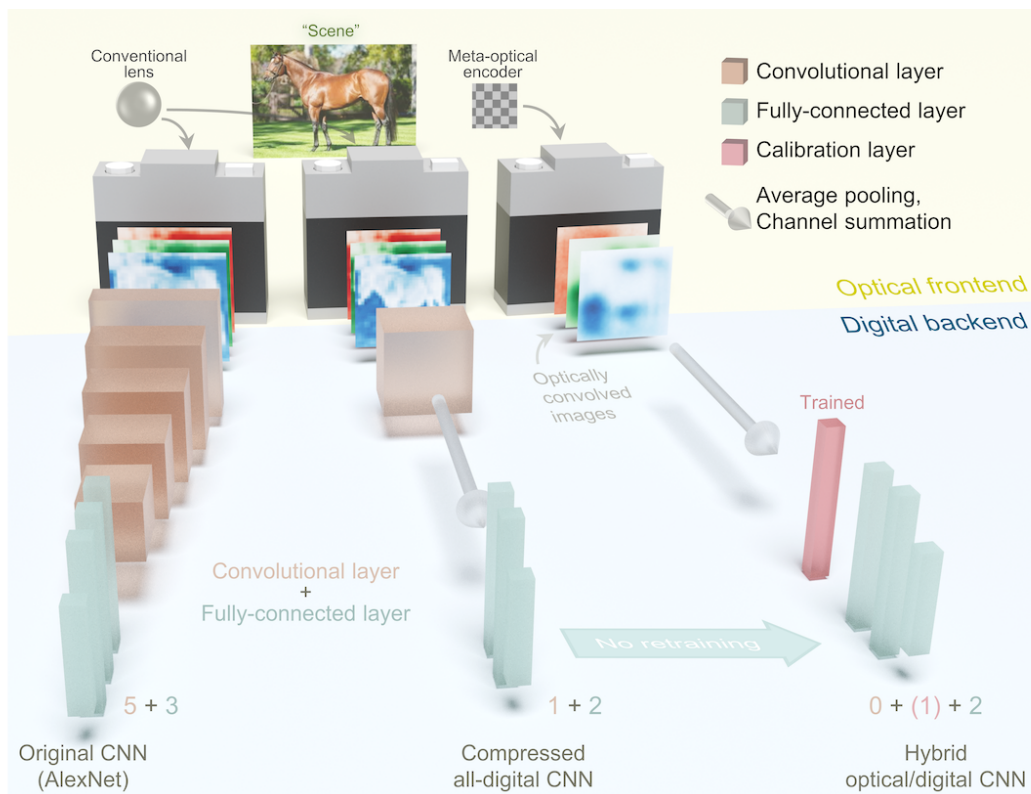 “Scene”
Conventional
lens
Meta-optical
encoder
Convolutional layer
Fully-connected layer
Calibration layer
Average pooling,
Channel summation
Optical frontend
Digital backend
Optically
convolved
images
Trained
Convolutional layer
+
Fully-connected layer
No retraining
5 + 3
1 + 2
0 + (1) + 2
Original CNN
(AlexNet)
Compressed
all-digital CNN
Hybrid
optical/digital CNN